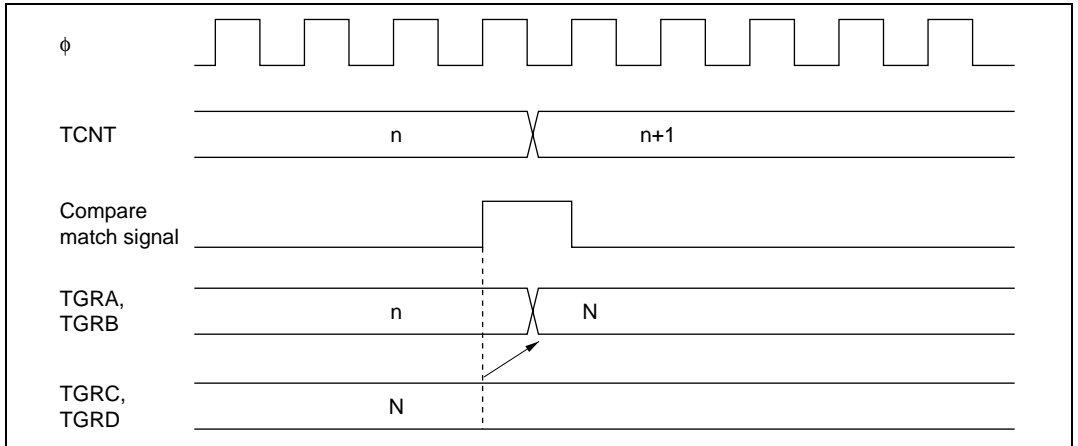 ϕ
TCNT
n
n+1
Compare
match signal
TGRA,
TGRB
n
N
TGRC,
TGRD
N